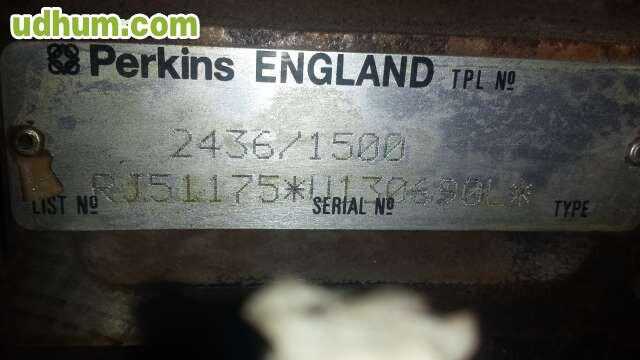 udhum.com
Perkins ENGLAND TPL Nº
2436/1500
RJ51175*U130690L*
LIST Nº SERIAL Nº TYPE